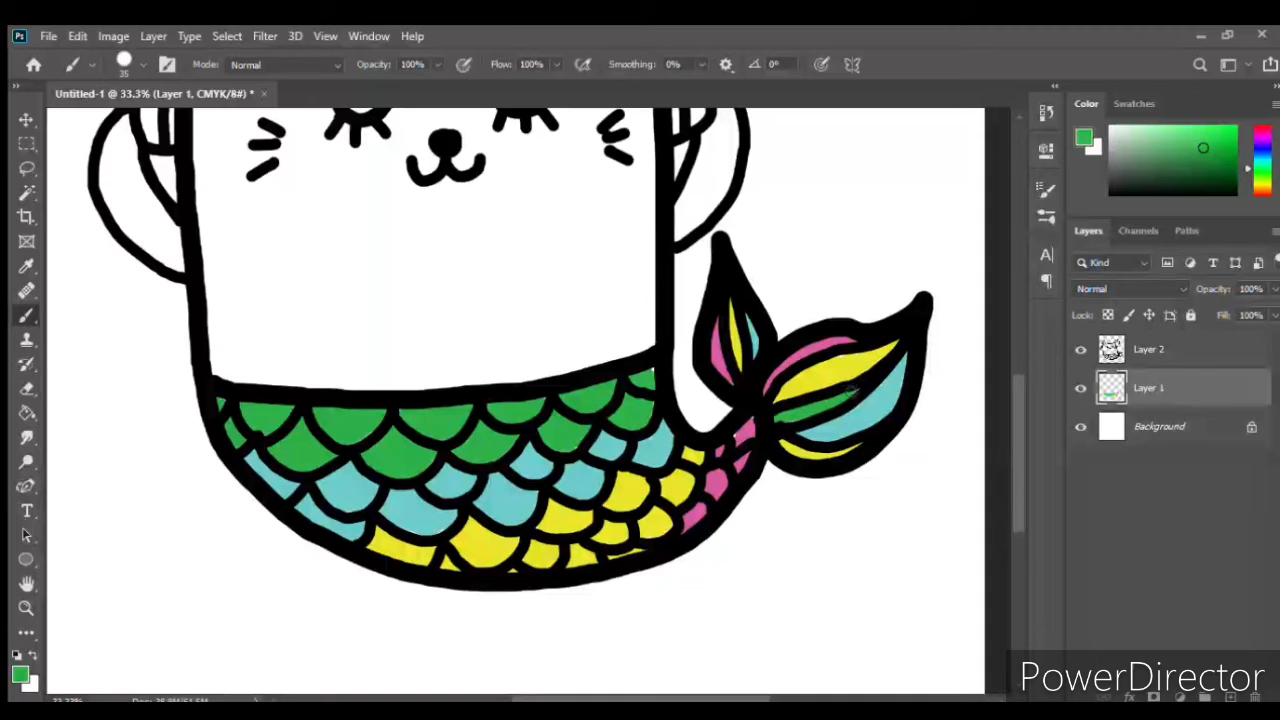 Ps File Edit Image Layer Type Select Filter 3D View Window Help
35 Mode: Normal Opacity: 100% Flow: 100% Smoothing: 0% 0°
Untitled-1 @ 33.3% (Layer 1, CMYK/8#) * ×
Color Swatches
Layers Channels Paths
Kind
Normal Opacity: 100%
Lock: Fill: 100%
Layer 2
Layer 1
Background
PowerDirector